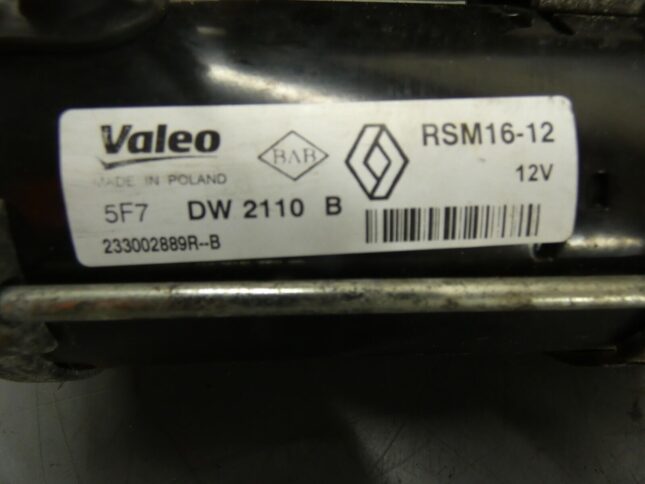 Valeo
BAB
RSM16-12
MADE IN POLAND
12V
5F7 DW 2110 B
233002889R--B